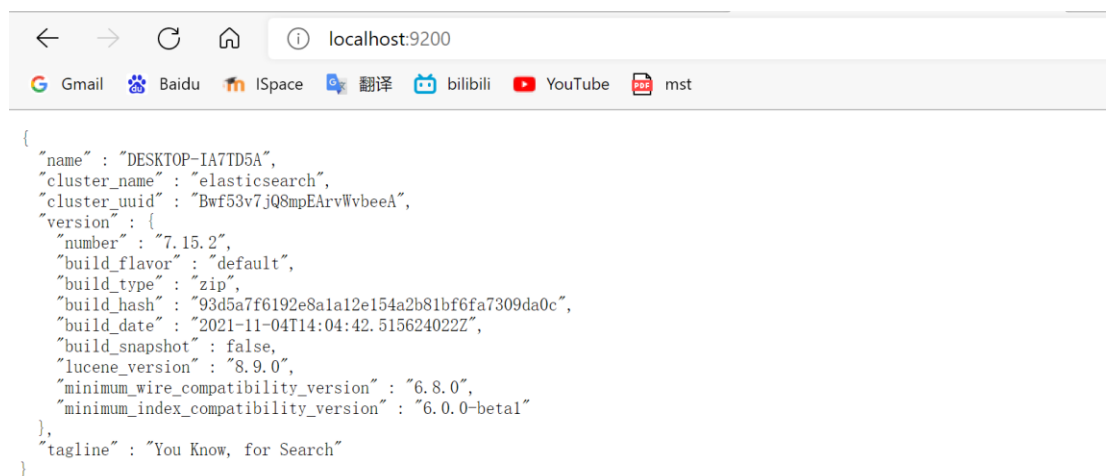 localhost:9200
Gmail Baidu ISpace 翻译 bilibili YouTube mst
{
"name" : "DESKTOP-IA7TD5A",
"cluster_name" : "elasticsearch",
"cluster_uuid" : "Bwf53v7jQ8mpEArvWvbeeA",
"version" : {
"number" : "7.15.2",
"build_flavor" : "default",
"build_type" : "zip",
"build_hash" : "93d5a7f6192e8a1a12e154a2b81bf6fa7309da0c",
"build_date" : "2021-11-04T14:04:42.515624022Z",
"build_snapshot" : false,
"lucene_version" : "8.9.0",
"minimum_wire_compatibility_version" : "6.8.0",
"minimum_index_compatibility_version" : "6.0.0-beta1"
},
"tagline" : "You Know, for Search"
}